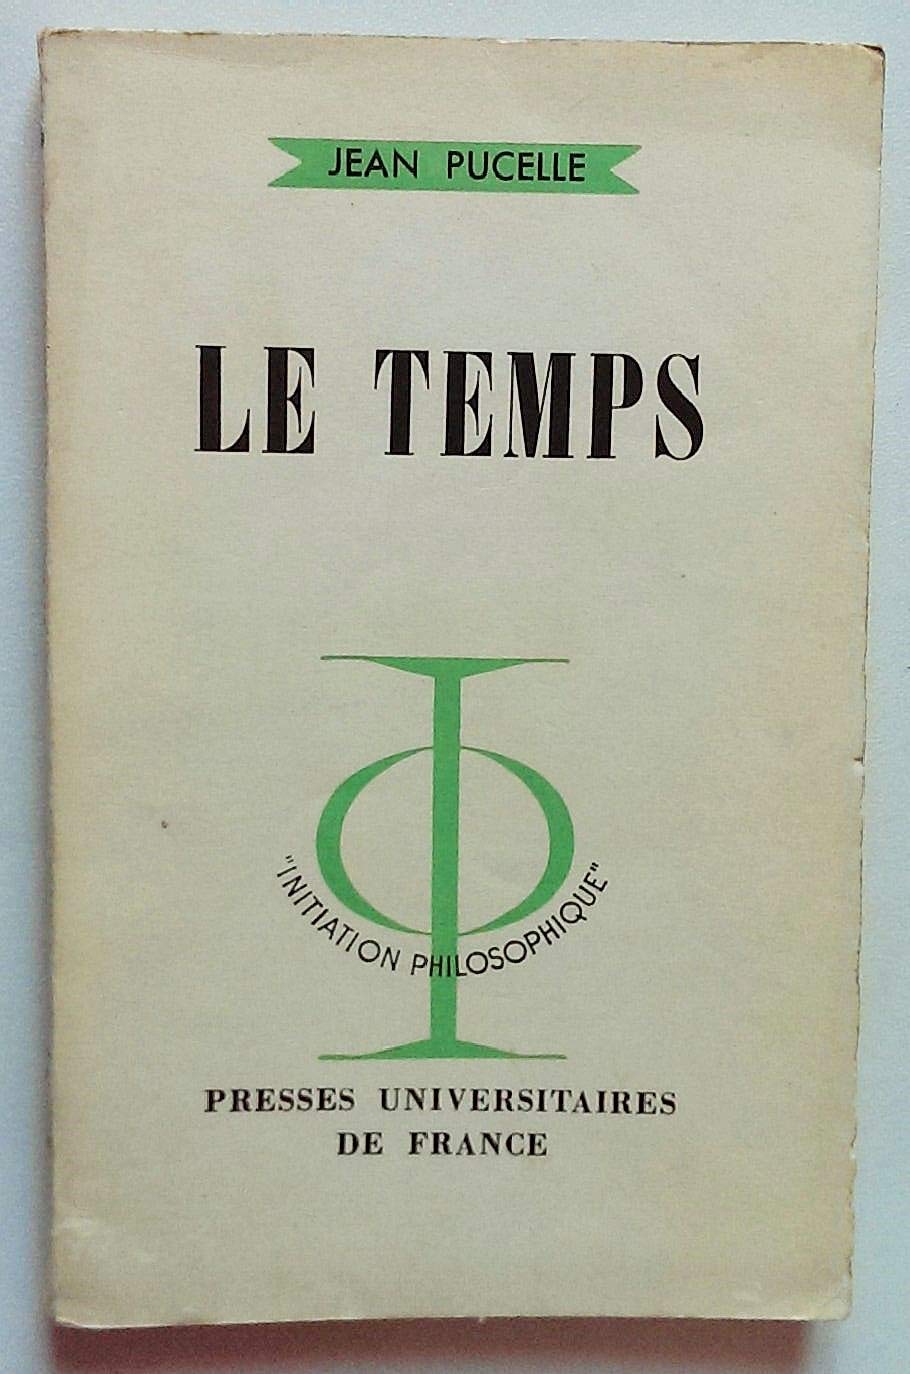 JEAN PUCELLE
LE TEMPS
"INITIATION PHILOSOPHIQUE"
PRESSES UNIVERSITAIRES
DE FRANCE